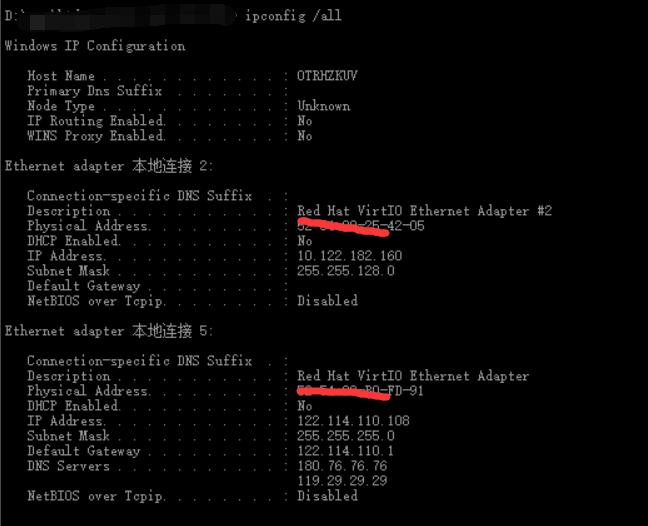 D:\ ipconfig /all
Windows IP Configuration
Host Name . . . . . . . . . . . . : OTRHZKUV
Primary Dns Suffix . . . . . . . :
Node Type . . . . . . . . . . . . : Unknown
IP Routing Enabled. . . . . . . . : No
WINS Proxy Enabled. . . . . . . . : No
Ethernet adapter 本地连接 2:
Connection-specific DNS Suffix . :
Description . . . . . . . . . . . : Red Hat VirtIO Ethernet Adapter #2
Physical Address. . . . . . . . . : -42-05
DHCP Enabled. . . . . . . . . . . : No
IP Address. . . . . . . . . . . . : 10.122.182.160
Subnet Mask . . . . . . . . . . . : 255.255.128.0
Default Gateway . . . . . . . . . :
NetBIOS over Tcpip. . . . . . . . : Disabled
Ethernet adapter 本地连接 5:
Connection-specific DNS Suffix . :
Description . . . . . . . . . . . : Red Hat VirtIO Ethernet Adapter
Physical Address. . . . . . . . . : -FD-91
DHCP Enabled. . . . . . . . . . . : No
IP Address. . . . . . . . . . . . : 122.114.110.108
Subnet Mask . . . . . . . . . . . : 255.255.255.0
Default Gateway . . . . . . . . . : 122.114.110.1
DNS Servers . . . . . . . . . . . : 180.76.76.76
119.29.29.29
NetBIOS over Tcpip. . . . . . . . : Disabled